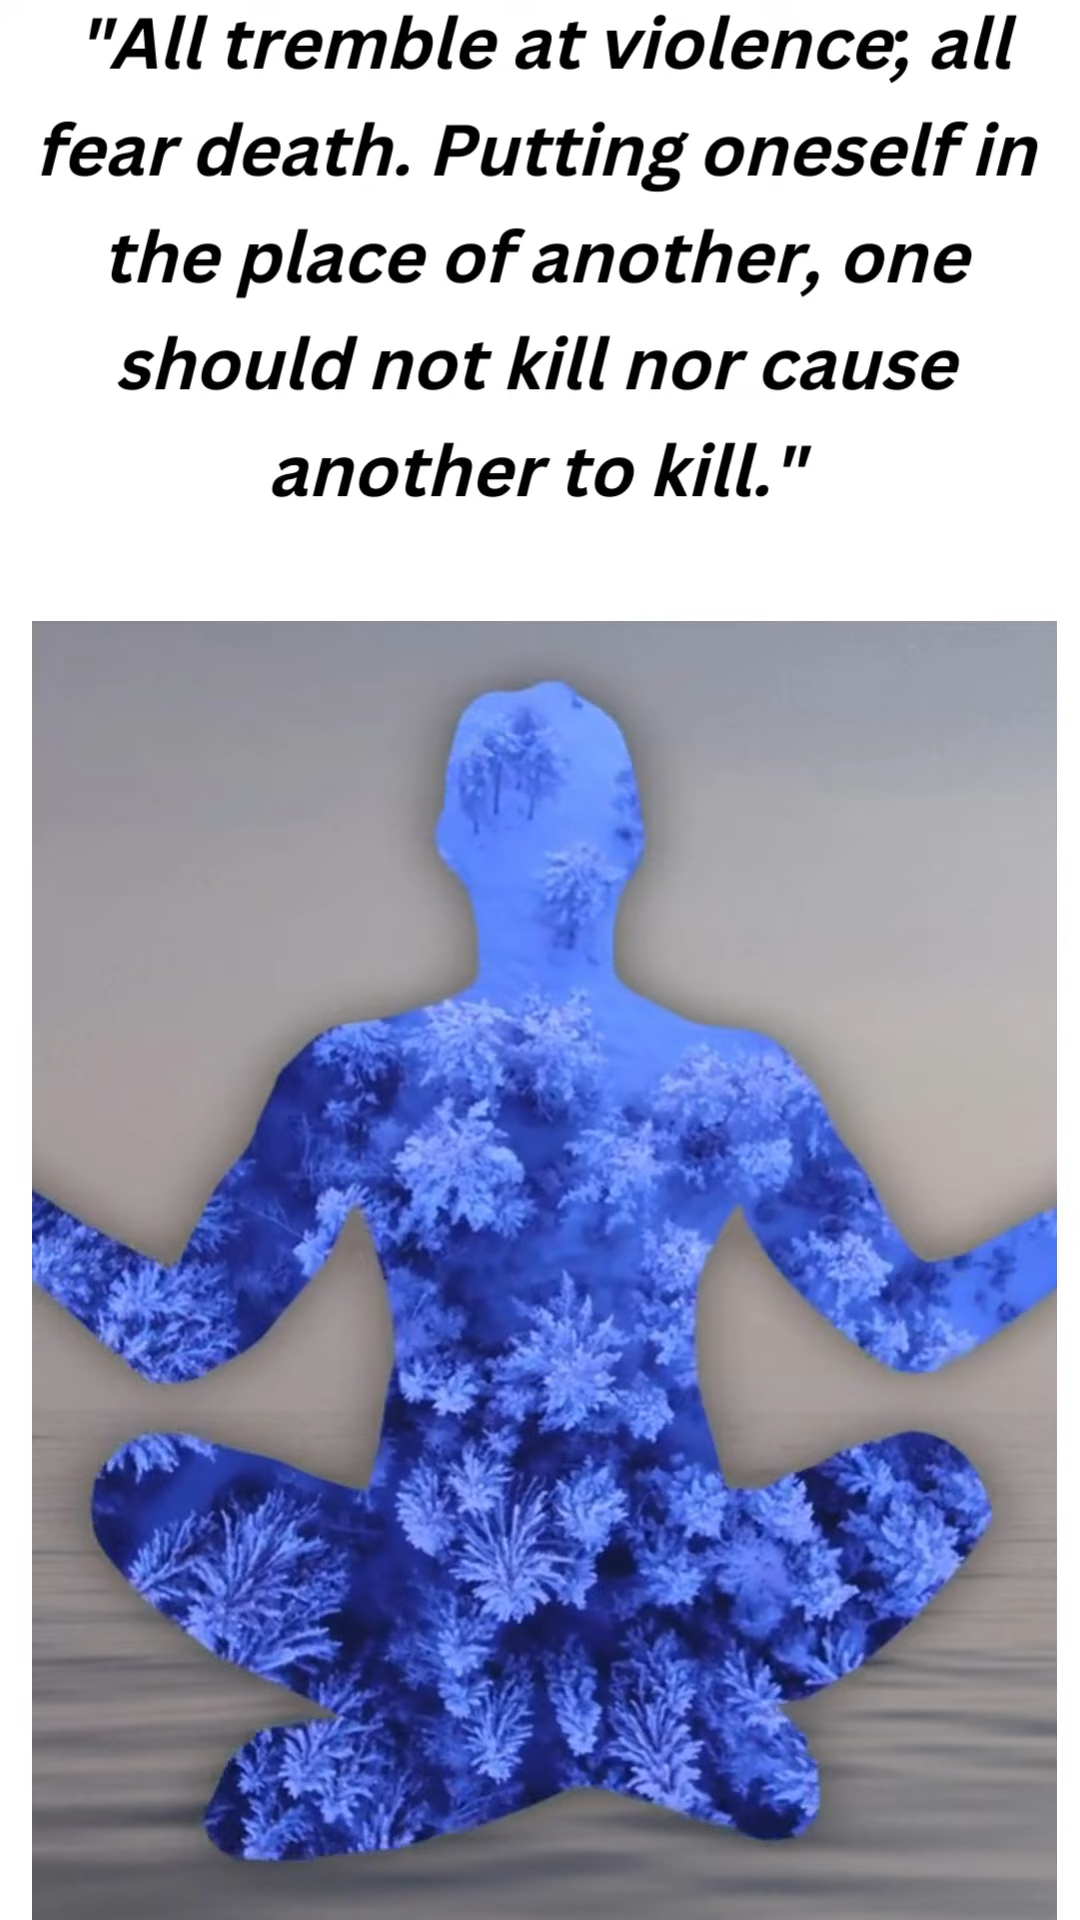 "All tremble at violence; all
fear death. Putting oneself in
the place of another, one
should not kill nor cause
another to kill."